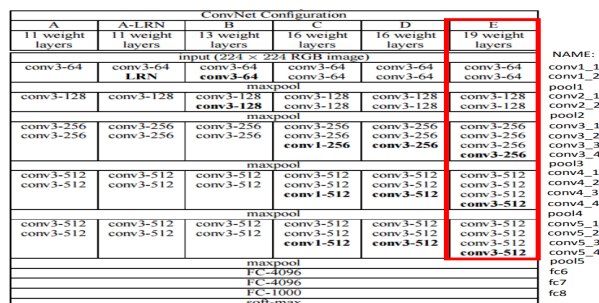 ConvNet Configuration
A A-LRN B C D E
11 weight 11 weight 13 weight 16 weight 16 weight 19 weight
layers layers layers layers layers layers
input (224 × 224 RGB image) NAME:
conv3-64 conv3-64 conv3-64 conv3-64 conv3-64 conv3-64 conv1_1
LRN conv3-64 conv3-64 conv3-64 conv3-64 conv1_2
maxpool pool1
conv3-128 conv3-128 conv3-128 conv3-128 conv3-128 conv3-128 conv2_1
conv3-128 conv3-128 conv3-128 conv3-128 conv2_2
maxpool pool2
conv3-256 conv3-256 conv3-256 conv3-256 conv3-256 conv3-256 conv3_1
conv3-256 conv3-256 conv3-256 conv3-256 conv3-256 conv3-256 conv3_2
conv1-256 conv3-256 conv3-256 conv3_3
conv3-256 conv3_4
maxpool pool3
conv3-512 conv3-512 conv3-512 conv3-512 conv3-512 conv3-512 conv4_1
conv3-512 conv3-512 conv3-512 conv3-512 conv3-512 conv3-512 conv4_2
conv1-512 conv3-512 conv3-512 conv4_3
conv3-512 conv4_4
maxpool pool4
conv3-512 conv3-512 conv3-512 conv3-512 conv3-512 conv3-512 conv5_1
conv3-512 conv3-512 conv3-512 conv3-512 conv3-512 conv3-512 conv5_2
conv1-512 conv3-512 conv3-512 conv5_3
conv3-512 conv5_4
maxpool pool5
FC-4096 fc6
FC-4096 fc7
FC-1000 fc8
soft-max